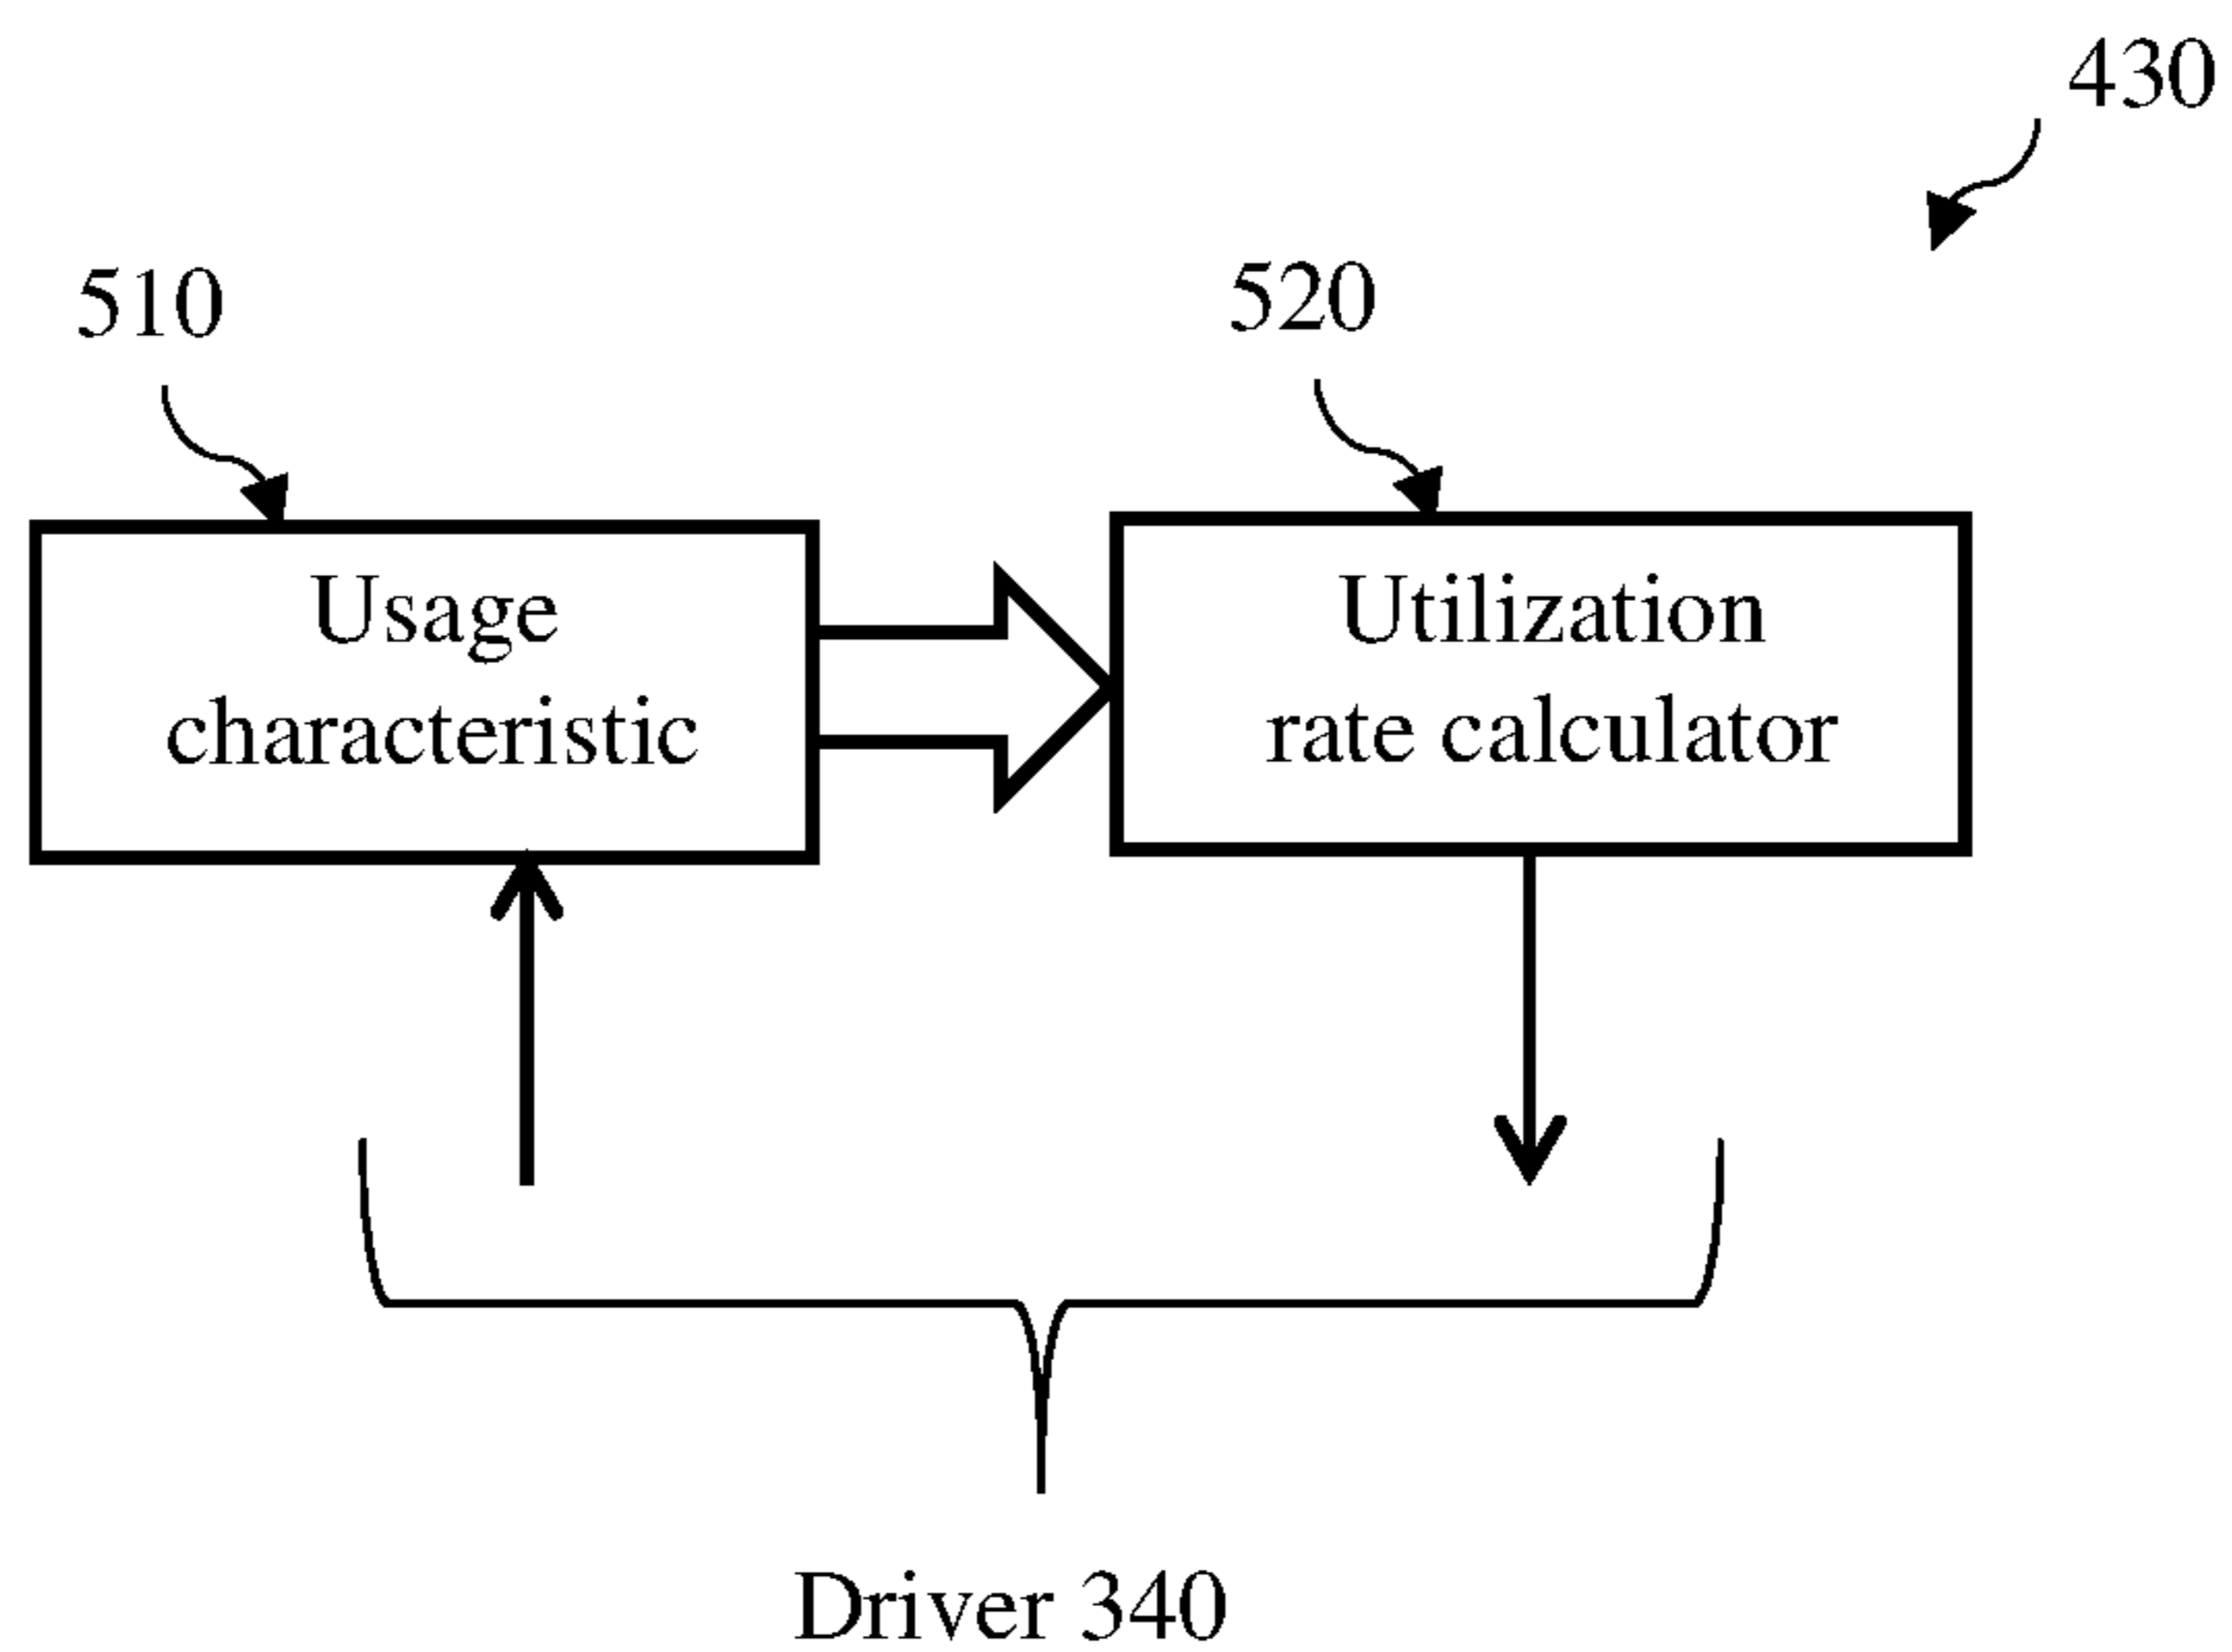 430
510
520
Usage
characteristic
Utilization
rate calculator
Driver 340